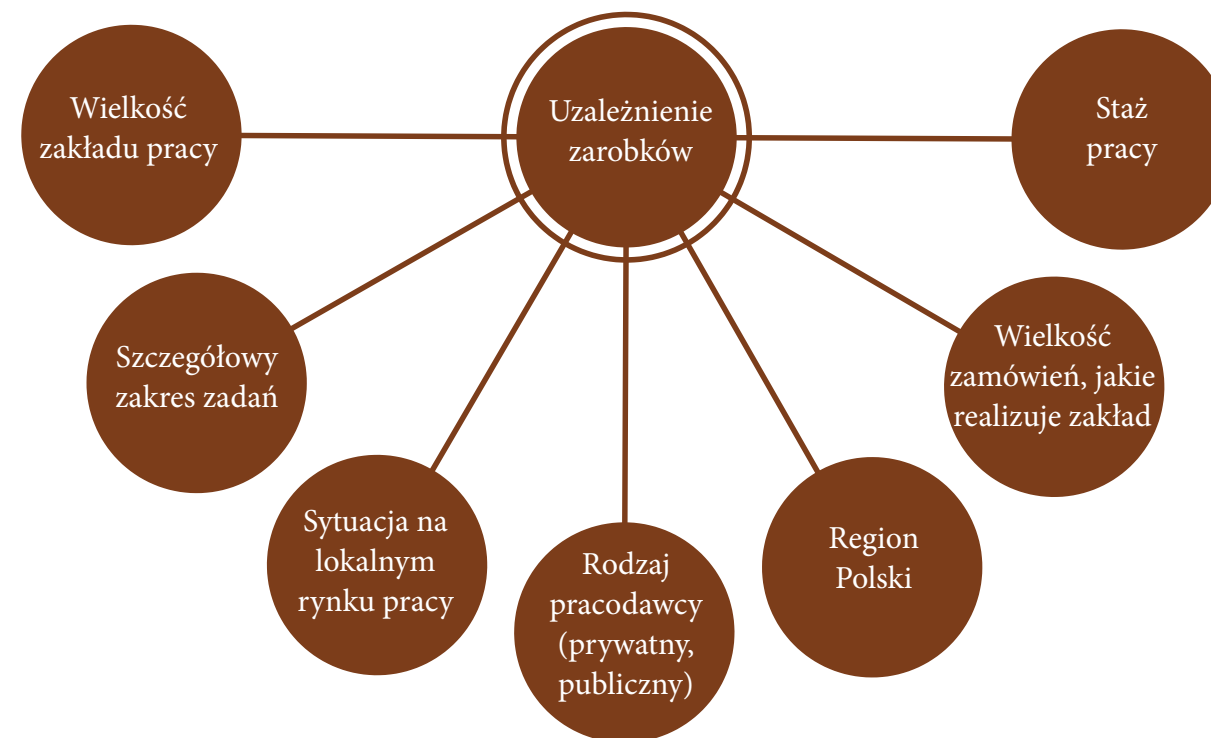 Uzależnienie
zarobków
Wielkość
zakładu pracy
Szczegółowy
zakres zadań
Sytuacja na
lokalnym
rynku pracy
Rodzaj
pracodawcy
(prywatny,
publiczny)
Region
Polski
Wielkość
zamówień, jakie
realizuje zakład
Staż
pracy